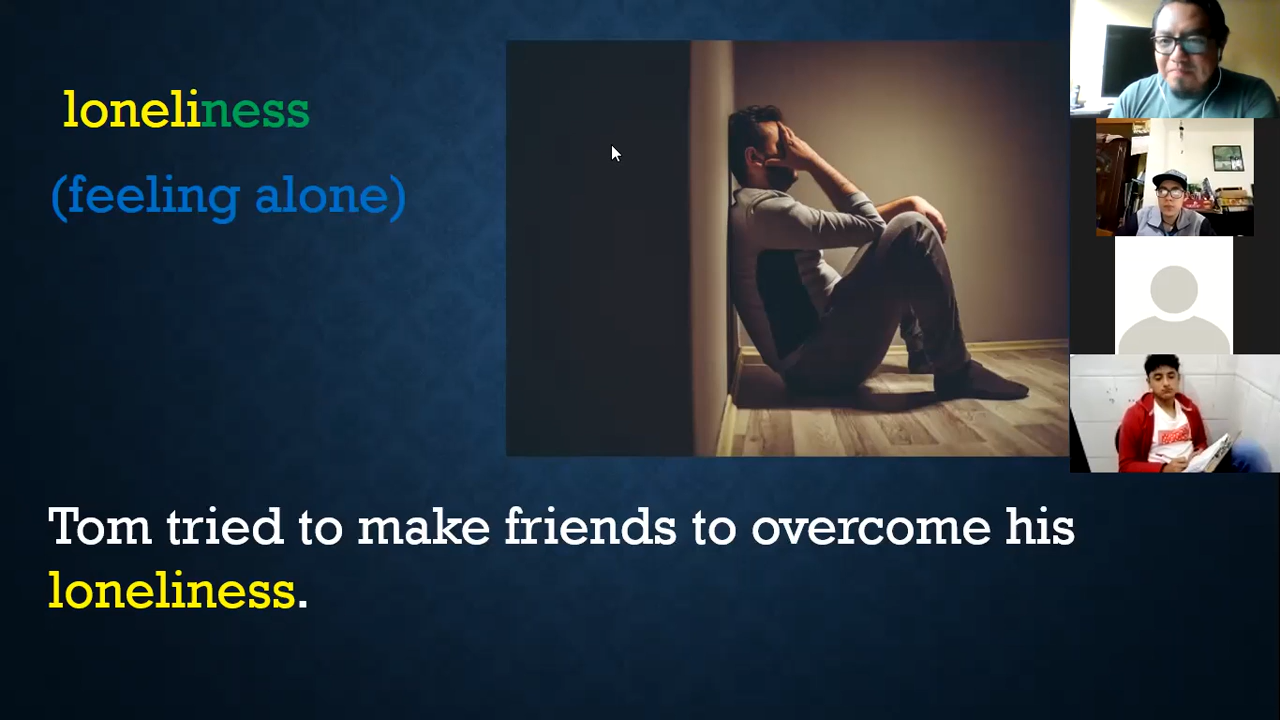 loneliness
(feeling alone)
Tom tried to make friends to overcome his
loneliness.